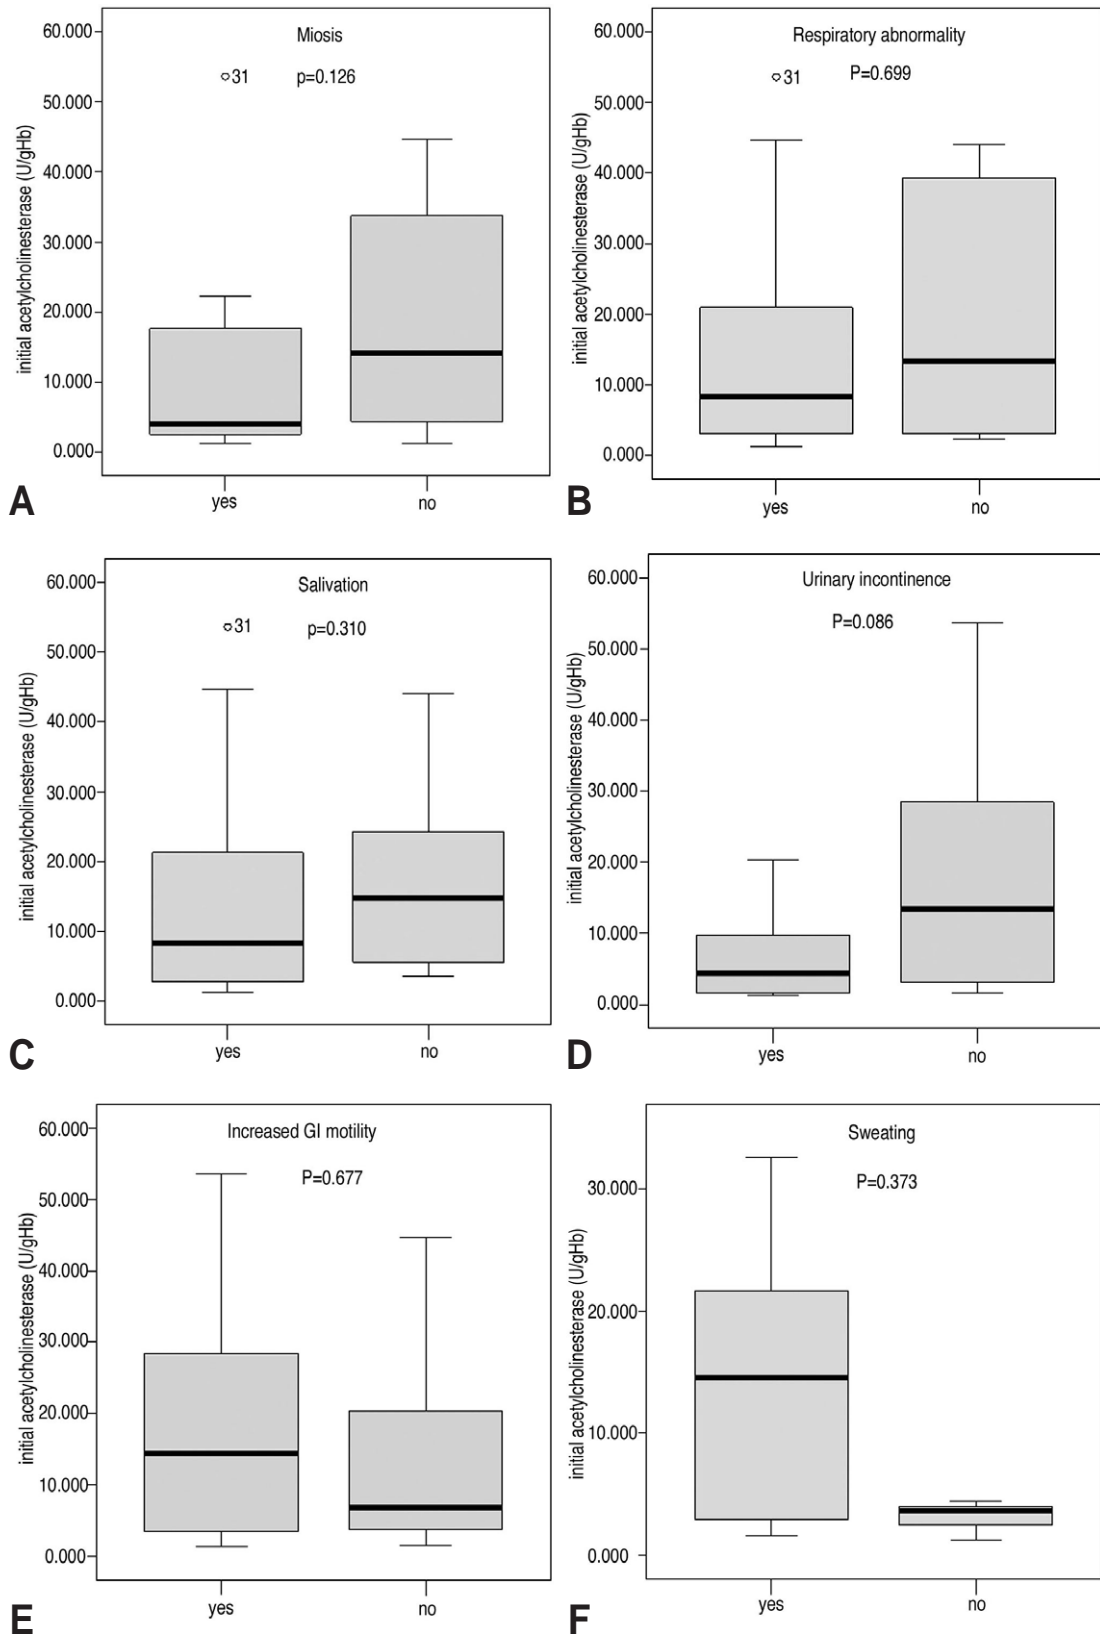 Miosis
31
p=0.126
60.000
50.000
40.000
30.000
20.000
10.000
0.000
initial acetylcholinesterase (U/gHb)
yes
no
A
Respiratory abnormality
31
P=0.699
60.000
50.000
40.000
30.000
20.000
10.000
0.000
initial acetylcholinesterase (U/gHb)
yes
no
B
Salivation
31
p=0.310
60.000
50.000
40.000
30.000
20.000
10.000
0.000
initial acetylcholinesterase (U/gHb)
yes
no
C
Urinary incontinence
P=0.086
60.000
50.000
40.000
30.000
20.000
10.000
0.000
initial acetylcholinesterase (U/gHb)
yes
no
D
Increased GI motility
P=0.677
60.000
50.000
40.000
30.000
20.000
10.000
0.000
initial acetylcholinesterase (U/gHb)
yes
no
E
Sweating
P=0.373
30.000
20.000
10.000
0.000
initial acetylcholinesterase (U/gHb)
yes
no
F